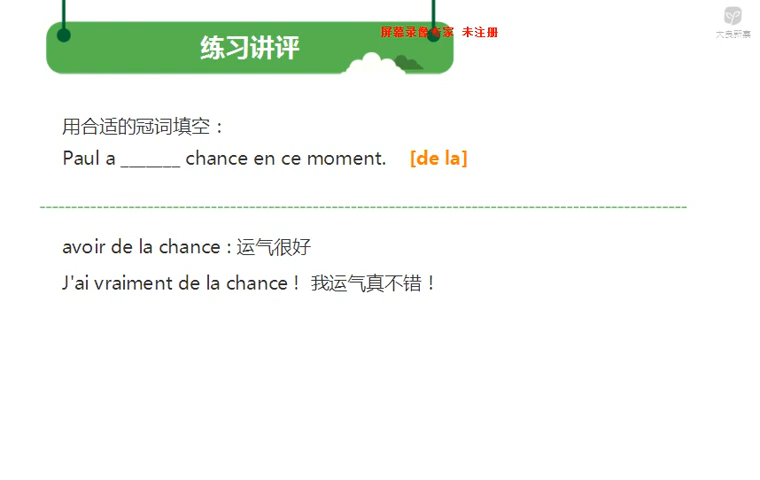 练习讲评
屏幕录像专家 未注册
用合适的冠词填空：
Paul a _______ chance en ce moment. [de la]
avoir de la chance : 运气很好
J'ai vraiment de la chance ! 我运气真不错！